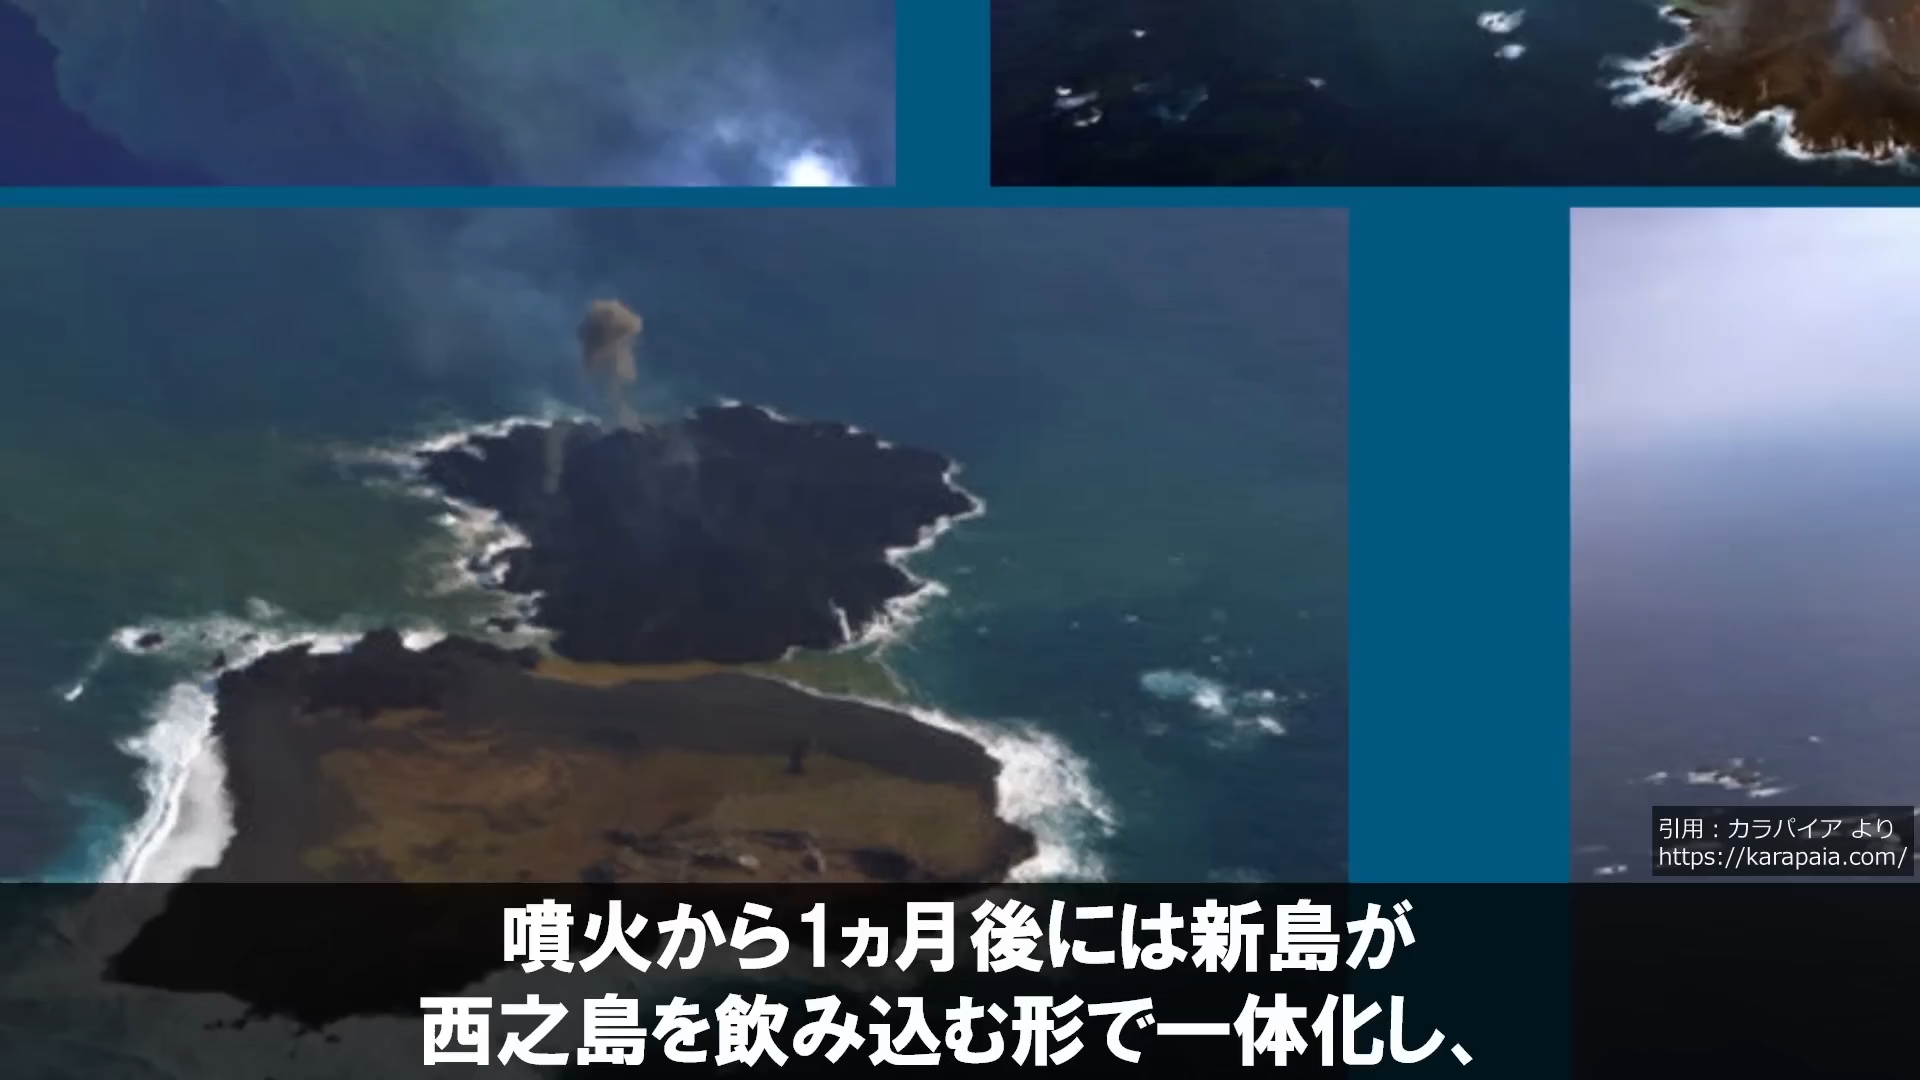 引用：カラパイア より
https://karapaia.com/
噴火から1ヵ月後には新島が
西之島を飲み込む形で一体化し、